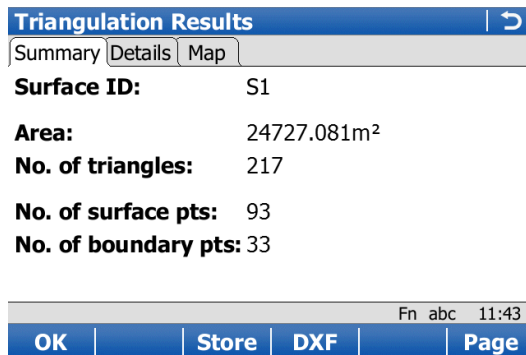 Triangulation Results
Summary Details Map
Surface ID: S1
Area: 24727.081m²
No. of triangles: 217
No. of surface pts: 93
No. of boundary pts: 33
Fn abc 11:43
OK Store DXF Page